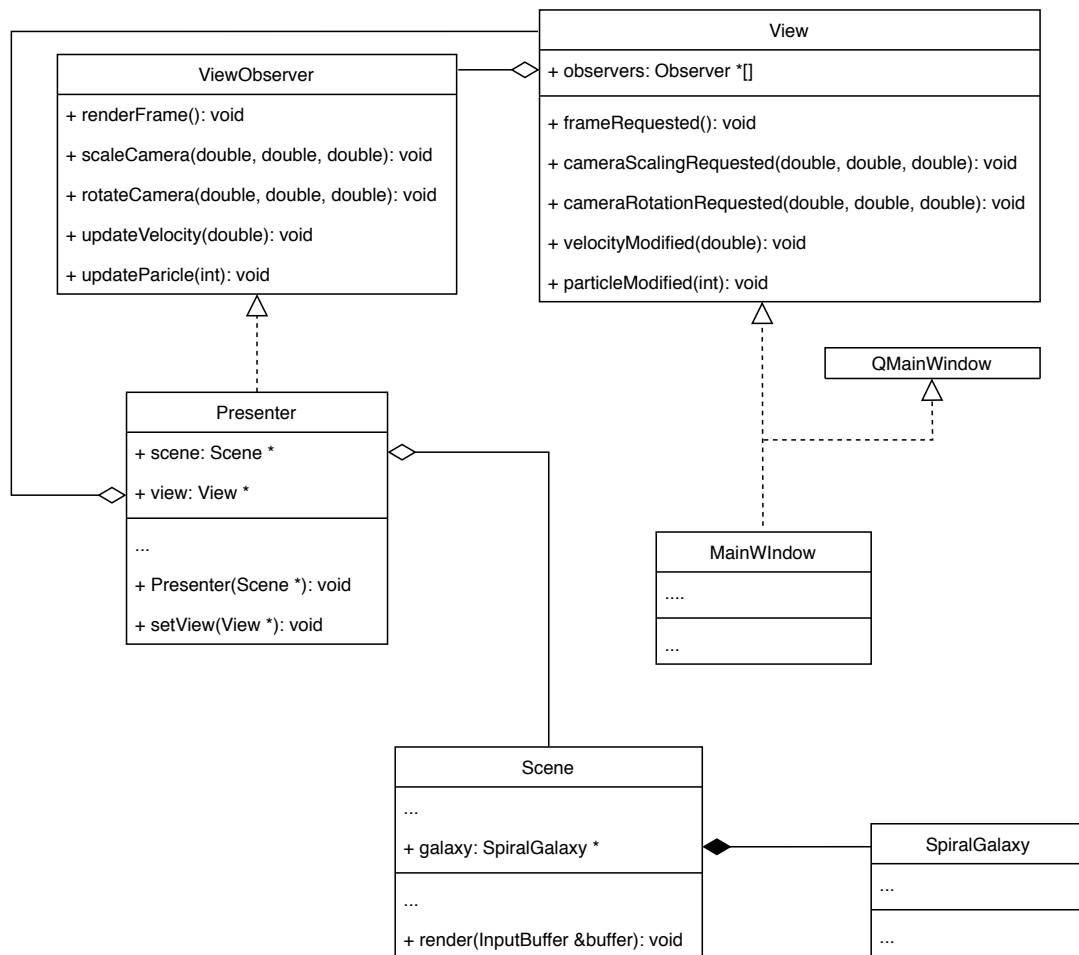 View
+ observers: Observer *[]
+ frameRequested(): void
+ cameraScalingRequested(double, double, double): void
+ cameraRotationRequested(double, double, double): void
+ velocityModified(double): void
+ particleModified(int): void
ViewObserver
+ renderFrame(): void
+ scaleCamera(double, double, double): void
+ rotateCamera(double, double, double): void
+ updateVelocity(double): void
+ updateParicle(int): void
QMainWindow
Presenter
+ scene: Scene *
+ view: View *
...
+ Presenter(Scene *): void
+ setView(View *): void
MainWIndow
....
...
Scene
...
+ galaxy: SpiralGalaxy *
...
+ render(InputBuffer &buffer): void
SpiralGalaxy
...
...